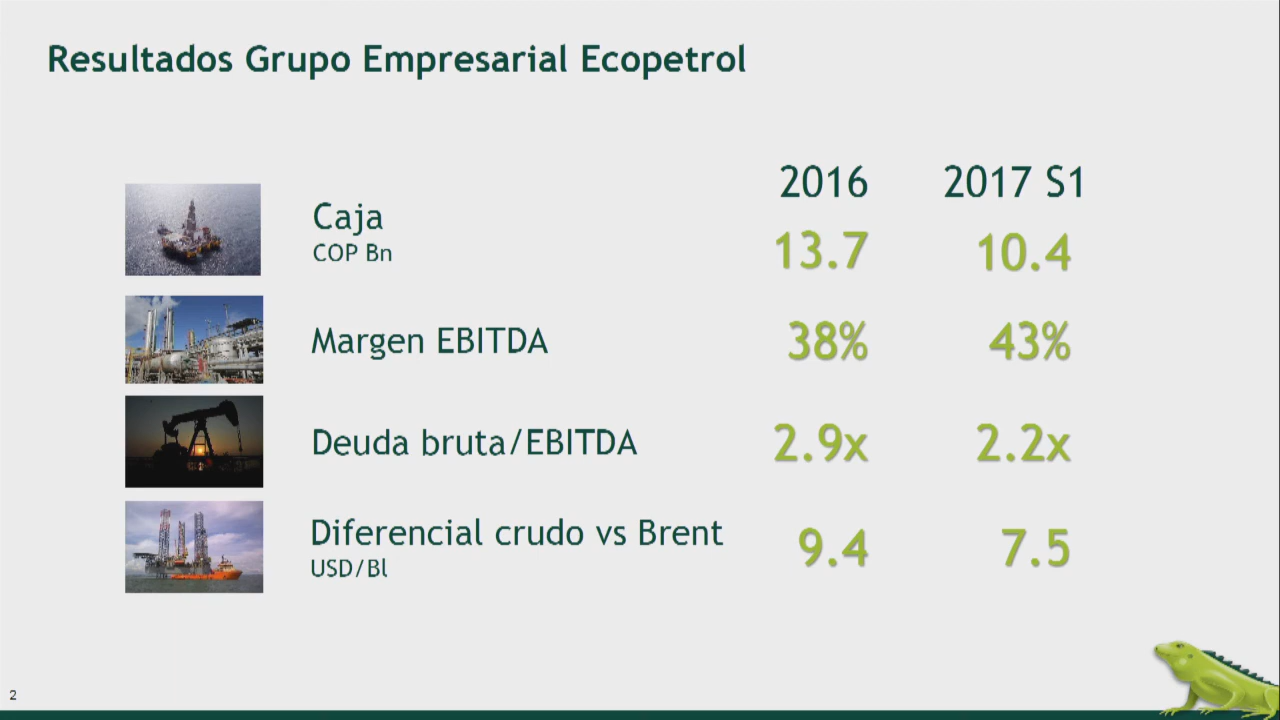 Resultados Grupo Empresarial Ecopetrol
2016 2017 S1
Caja 13.7 10.4
COP Bn
Margen EBITDA 38% 43%
Deuda bruta/EBITDA 2.9x 2.2x
Diferencial crudo vs Brent 9.4 7.5
USD/Bl
2